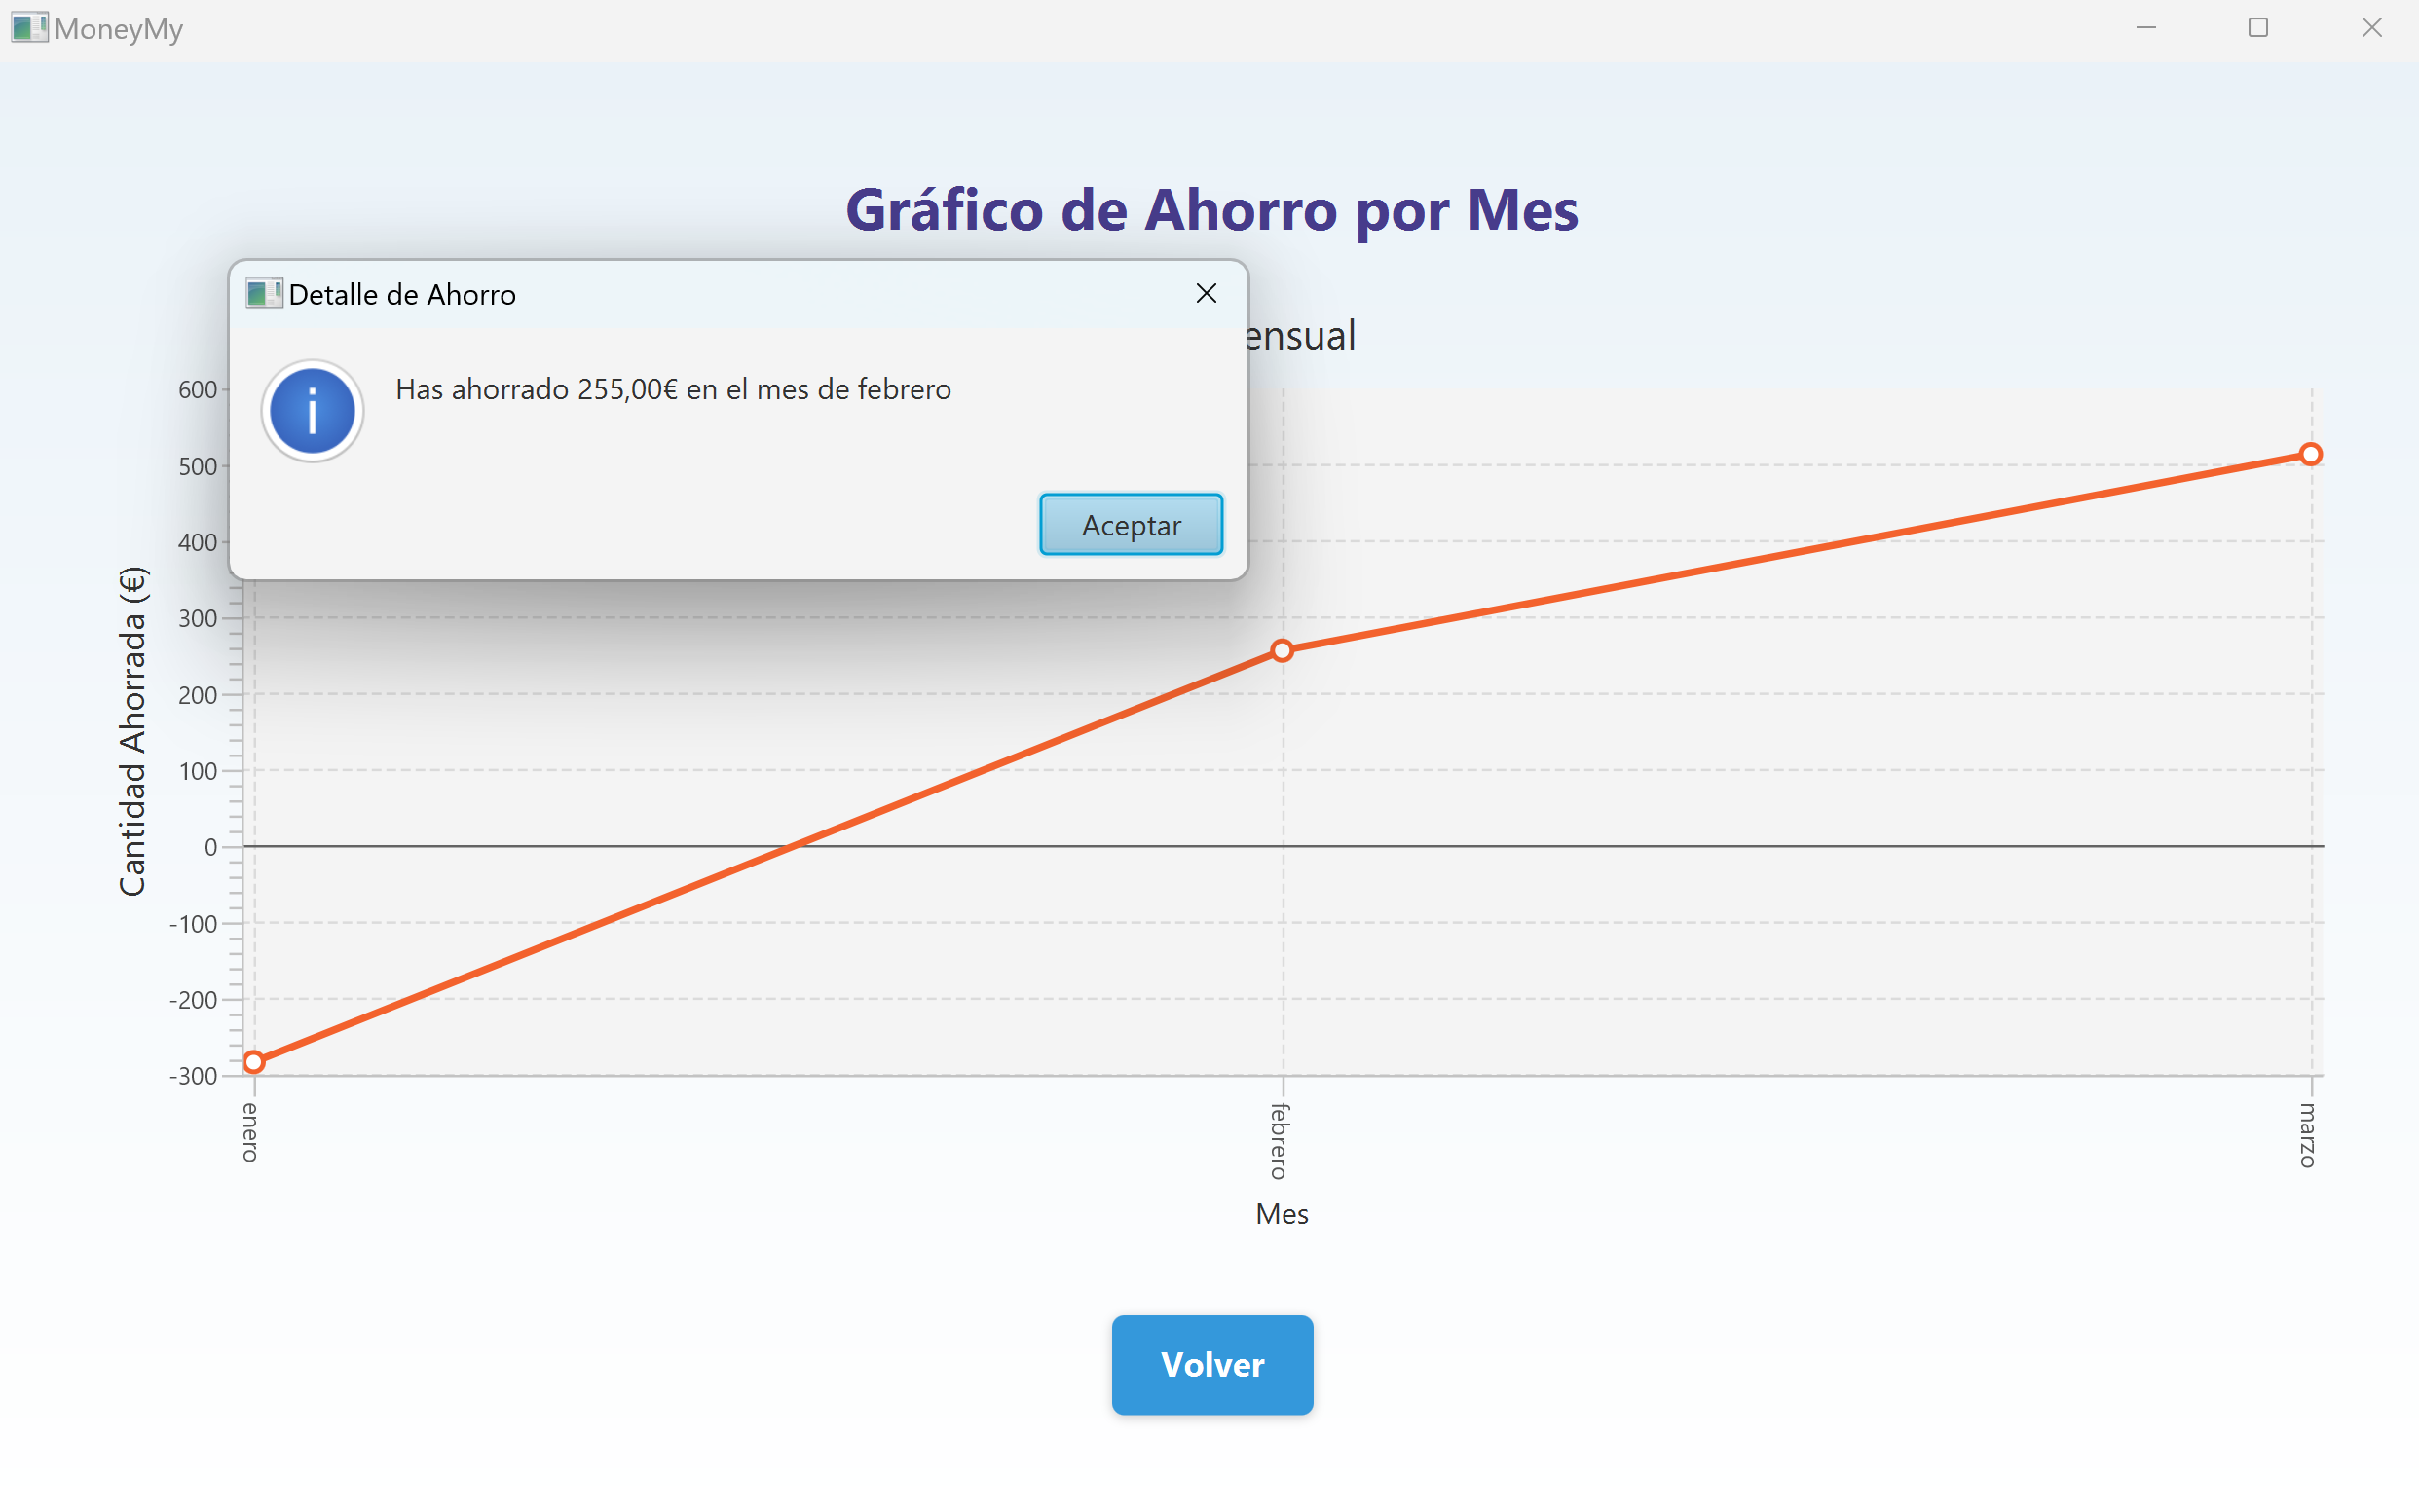 MoneyMy
Gráfico de Ahorro por Mes
Detalle de Ahorro
Has ahorrado 255,00€ en el mes de febrero
Aceptar
ensual
Cantidad Ahorrada (€)
600
500
400
300
200
100
0
-100
-200
-300
enero
febrero
marzo
Mes
Volver